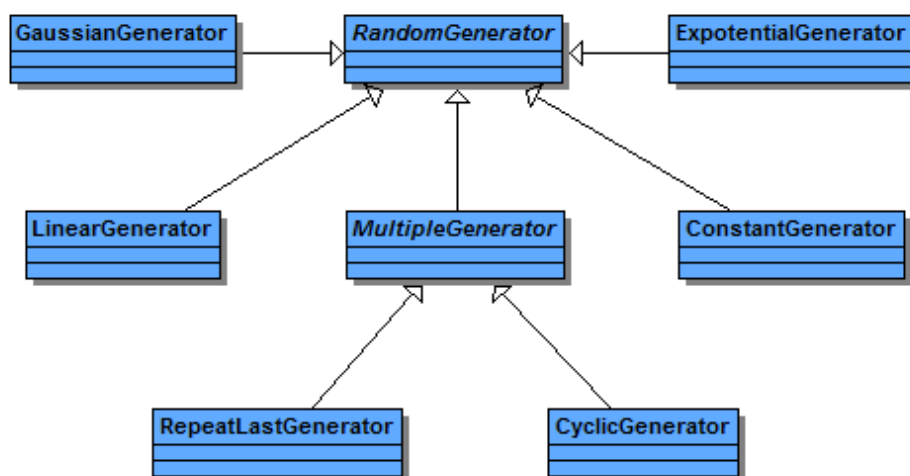 GaussianGenerator
RandomGenerator
ExpotentialGenerator
LinearGenerator
MultipleGenerator
ConstantGenerator
RepeatLastGenerator
CyclicGenerator